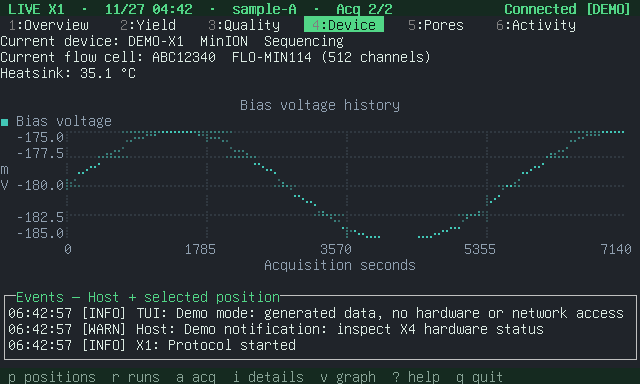 LIVE X1  -  11/27 04:42  -  sample-A  -  Acq 2/2  Connected [DEMO]
1:Overview  2:Yield  3:Quality  4:Device  5:Pores  6:Activity
Current device: DEMO-X1  MinION  Sequencing
Current flow cell: ABC12340  FLO-MIN114 (512 channels)
Heatsink: 35.1 °C
Bias voltage history
Bias voltage
-175.0
-177.5
mV
-180.0
-182.5
-185.0
0  1785  3570  5355  7140
Acquisition seconds
Events — Host + selected position
06:42:57 [INFO] TUI: Demo mode: generated data, no hardware or network access
06:42:57 [WARN] Host: Demo notification: inspect X4 hardware status
06:42:57 [INFO] X1: Protocol started
p positions  r runs  a acq  i details  v graph  ? help  q quit